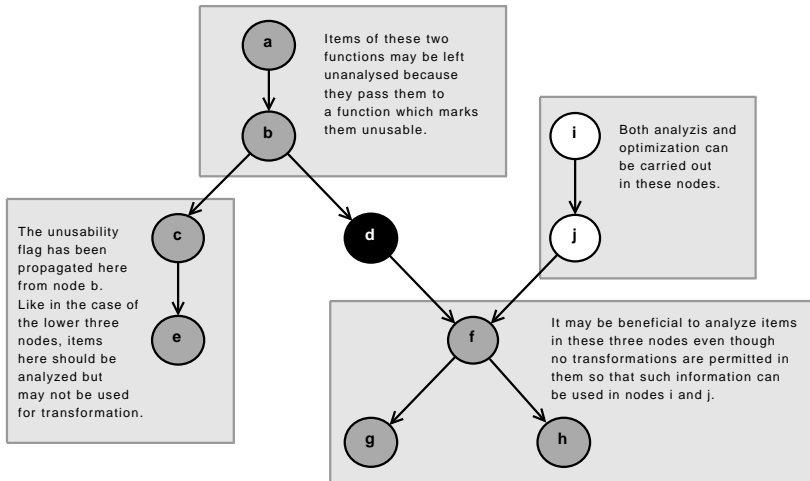 a
Items of these two
functions may be left
unanalysed because
they pass them to
a function which marks
them unusable.
b
i
Both analyzis and
optimization can
be carried out
in these nodes.
j
The unusability
flag has been
propagated here
from node b.
Like in the case of
the lower three
nodes, items
here should be
analyzed but
may not be used
for transformation.
c
e
d
f
It may be beneficial to analyze items
in these three nodes even though
no transformations are permitted in
them so that such information can
be used in nodes i and j.
g
h